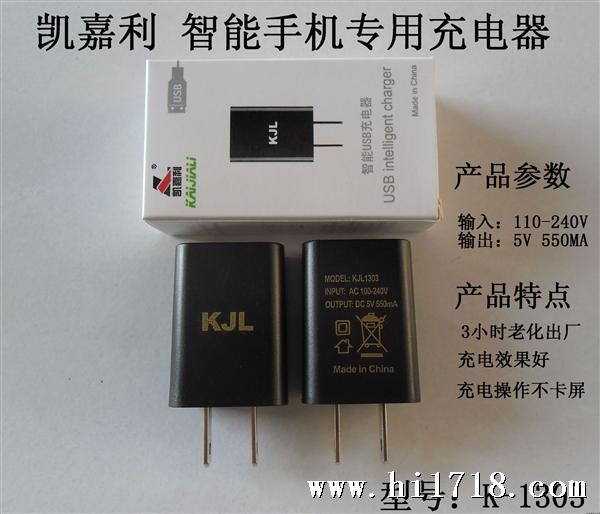 凯嘉利 智能手机专用充电器
USB
KJL
智能USB充电器
USB intelligent charger
Made in China
凯嘉利
®
KAIJIALI
产品参数
输入: 110-240V
输出: 5V 550MA
产品特点
3小时老化出厂
充电效果好
充电操作不卡屏
KJL
MODEL: KJL1303
INPUT: AC 100-240V
OUTPUT: DC 5V 550mA
Made in China
www.hi1718.com
型号: K-1303